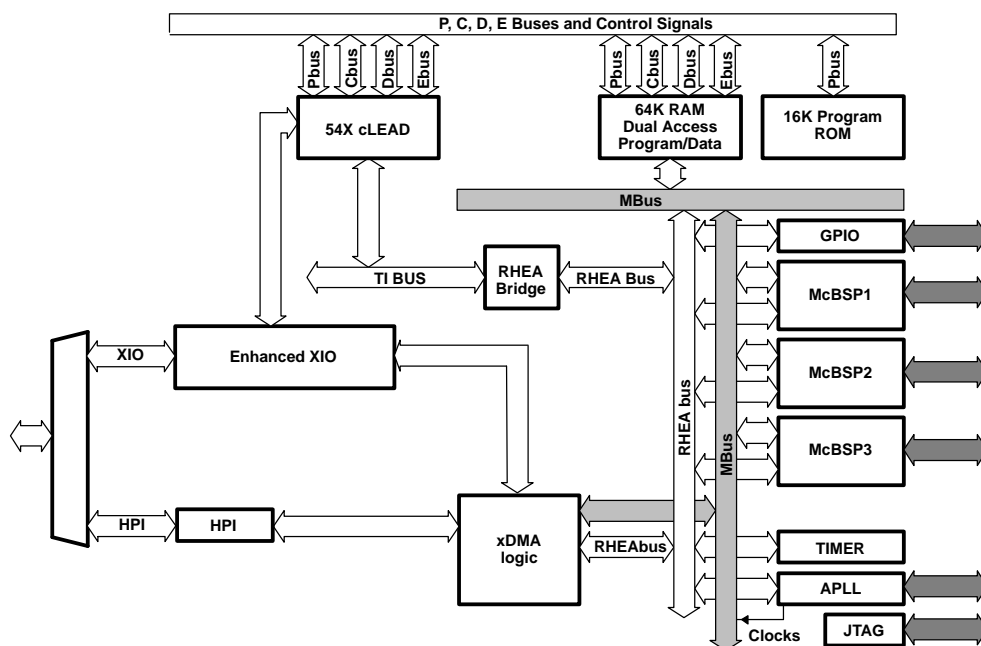 P, C, D, E Buses and Control Signals
Pbus
Cbus
Dbus
Ebus
Pbus
Cbus
Dbus
Ebus
Pbus
54X cLEAD
64K RAM
Dual Access
Program/Data
16K Program
ROM
MBus
GPIO
TI BUS
RHEA
Bridge
RHEA Bus
McBSP1
XIO
Enhanced XIO
McBSP2
RHEA bus
MBus
McBSP3
HPI
HPI
xDMA
logic
RHEAbus
TIMER
APLL
Clocks
JTAG